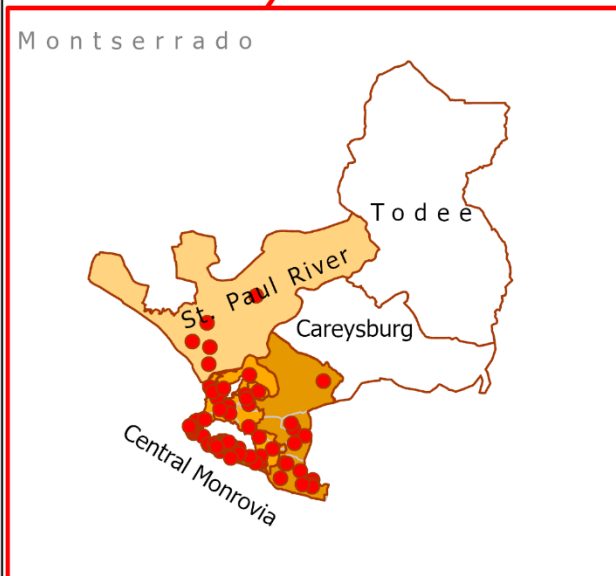 Montserrado
Todee
St. Paul River
Careysburg
Central Monrovia